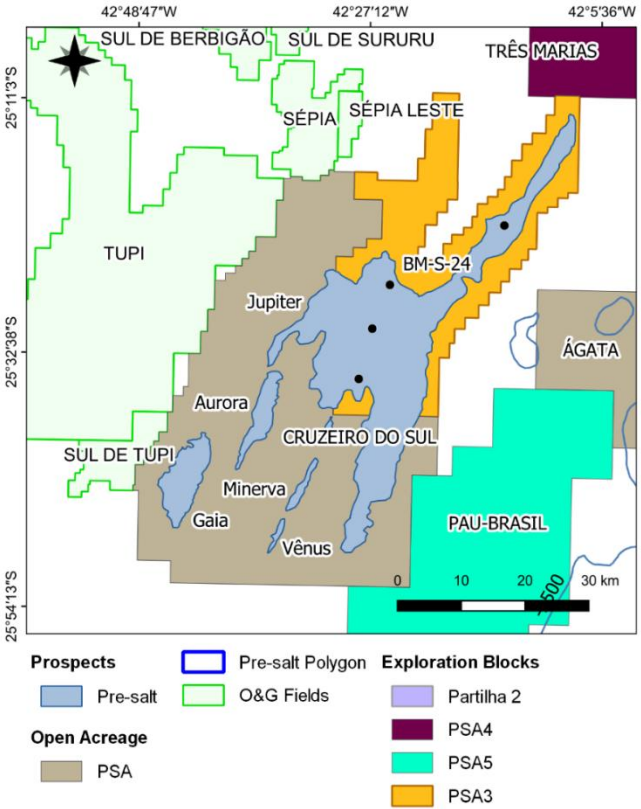 42°48'47"W
42°27'12"W
42°5'36"W
25°11'3"S
25°32'38"S
25°54'13"S
SUL DE BERBIGÃO
SUL DE SURURU
TRÊS MARIAS
SÉPIA
SÉPIA LESTE
TUPI
BM-S-24
Jupiter
ÁGATA
Aurora
CRUZEIRO DO SUL
SUL DE TUPI
Minerva
Gaia
PAU-BRASIL
Vênus
0 10 20 30 km
Prospects
Pre-salt
Open Acreage
PSA
Pre-salt Polygon
O&G Fields
Exploration Blocks
Partilha 2
PSA4
PSA5
PSA3